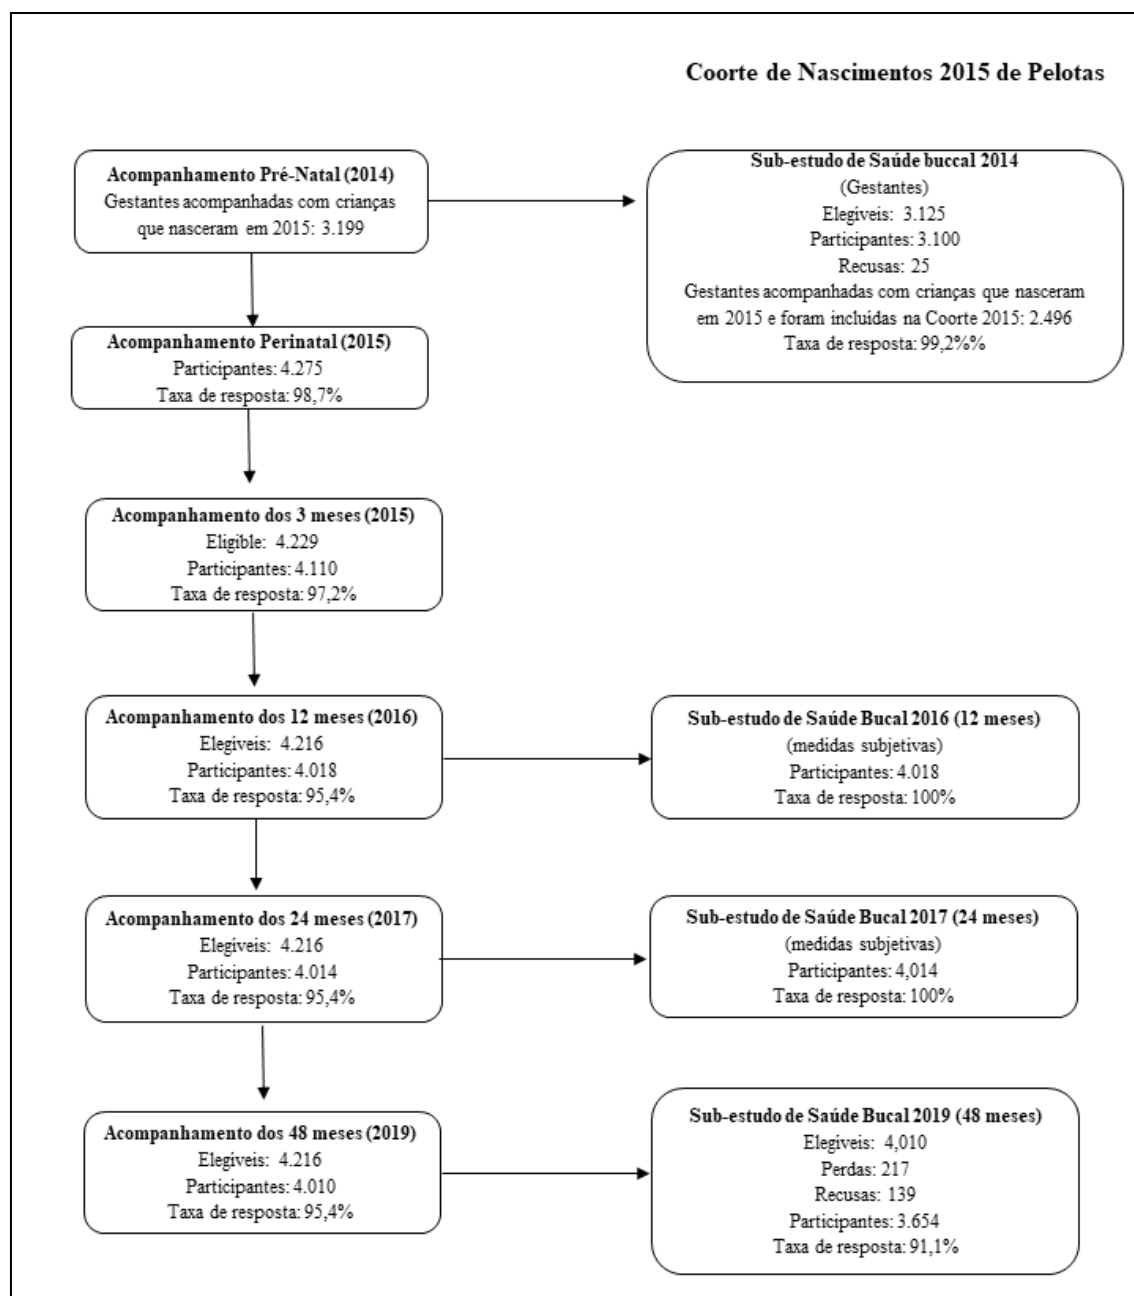 Coorte de Nascimentos 2015 de Pelotas
Acompanhamento Pré-Natal (2014)
Gestantes acompanhadas com crianças
que nasceram em 2015: 3.199
Sub-estudo de Saúde buccal 2014
(Gestantes)
Elegíveis: 3.125
Participantes: 3.100
Recusas: 25
Gestantes acompanhadas com crianças que nasceram
em 2015 e foram incluídas na Coorte 2015: 2.496
Taxa de resposta: 99,2%%
Acompanhamento Perinatal (2015)
Participantes: 4.275
Taxa de resposta: 98,7%
Acompanhamento dos 3 meses (2015)
Eligible: 4.229
Participantes: 4.110
Taxa de resposta: 97,2%
Acompanhamento dos 12 meses (2016)
Elegíveis: 4.216
Participantes: 4.018
Taxa de resposta: 95,4%
Sub-estudo de Saúde Bucal 2016 (12 meses)
(medidas subjetivas)
Participantes: 4.018
Taxa de resposta: 100%
Acompanhamento dos 24 meses (2017)
Elegíveis: 4.216
Participantes: 4.014
Taxa de resposta: 95,4%
Sub-estudo de Saúde Bucal 2017 (24 meses)
(medidas subjetivas)
Participantes: 4,014
Taxa de resposta: 100%
Acompanhamento dos 48 meses (2019)
Elegíveis: 4.216
Participantes: 4.010
Taxa de resposta: 95,4%
Sub-estudo de Saúde Bucal 2019 (48 meses)
Elegíveis: 4,010
Perdas: 217
Recusas: 139
Participantes: 3.654
Taxa de resposta: 91,1%